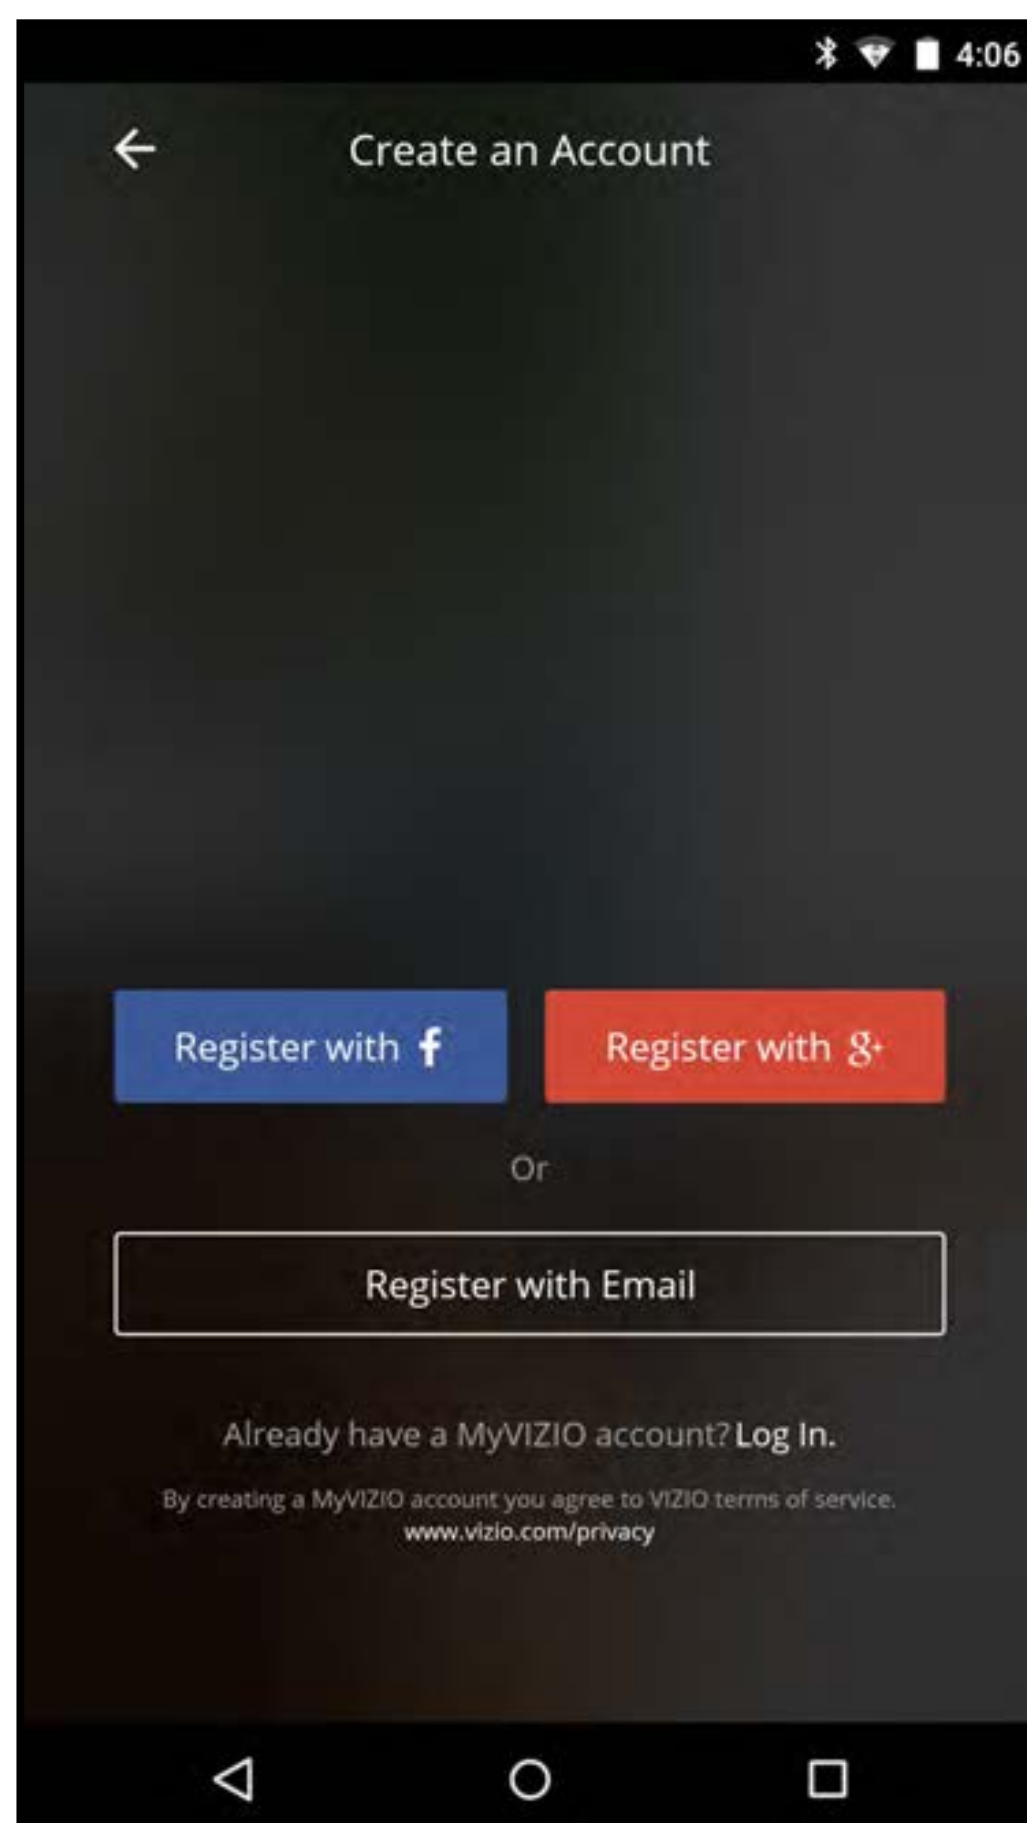 4:06
Create an Account
Register with f
Register with g+
Or
Register with Email
Already have a MyVIZIO account? Log In.
By creating a MyVIZIO account you agree to VIZIO terms of service.
www.vizio.com/privacy